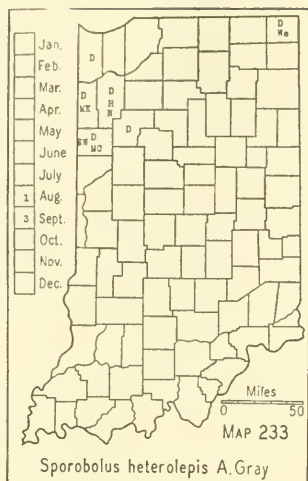 Jan.
Feb.
Mar.
Apr.
May
June
July
1 Aug.
3 Sept.
Oct.
Nov.
Dec.
D
We
D
D
MX
D
H
N
D
MC
D
Miles
0 50
MAP 233
Sporobolus heterolepis A. Gray